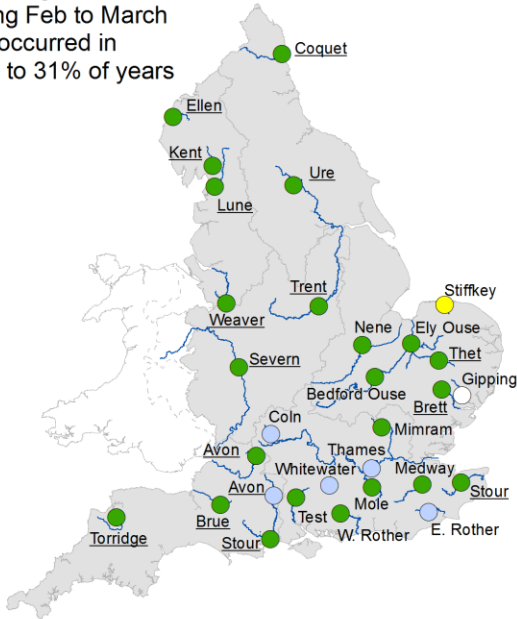 ng Feb to March
occurred in
to 31% of years
Coquet
Ellen
Kent
Ure
Lune
Trent
Stiffkey
Weaver
Nene
Ely Ouse
Thet
Severn
Gipping
Bedford Ouse
Brett
Coln
Mimram
Avon
Thames
Whitewater
Medway
Avon
Stour
Mole
Brue
Test
Torridge
Stour
W. Rother
E. Rother